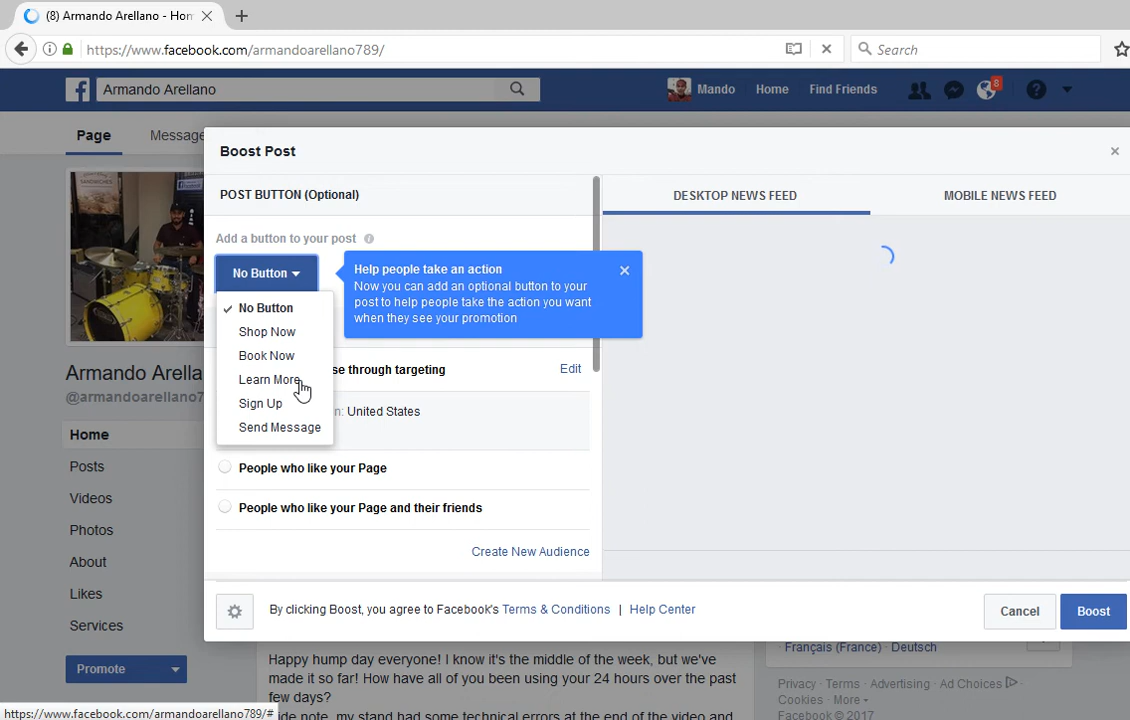 (8) Armando Arellano - Hom
https://www.facebook.com/armandoarellano789/
Search
Armando Arellano
Mando
Home
Find Friends
8
Page
Message
Boost Post
POST BUTTON (Optional)
DESKTOP NEWS FEED
MOBILE NEWS FEED
Add a button to your post
No Button
Help people take an action
Now you can add an optional button to your
post to help people take the action you want
when they see your promotion
No Button
Shop Now
Book Now
Learn More
Sign Up
Send Message
se through targeting
Edit
n: United States
People who like your Page
People who like your Page and their friends
Create New Audience
By clicking Boost, you agree to Facebook's Terms & Conditions | Help Center
Cancel
Boost
SANDWICHES
Armando Arella
@armandoarellano7
Home
Posts
Videos
Photos
About
Likes
Services
Promote
Happy hump day everyone! I know it's the middle of the week, but we've
made it so far! How have all of you been using your 24 hours over the past
few days?
ide note, my stand had some technical errors at the end of the video and
Français (France) · Deutsch
Privacy · Terms · Advertising · Ad Choices
Cookies · More
Facebook © 2017
https://www.facebook.com/armandoarellano789/#